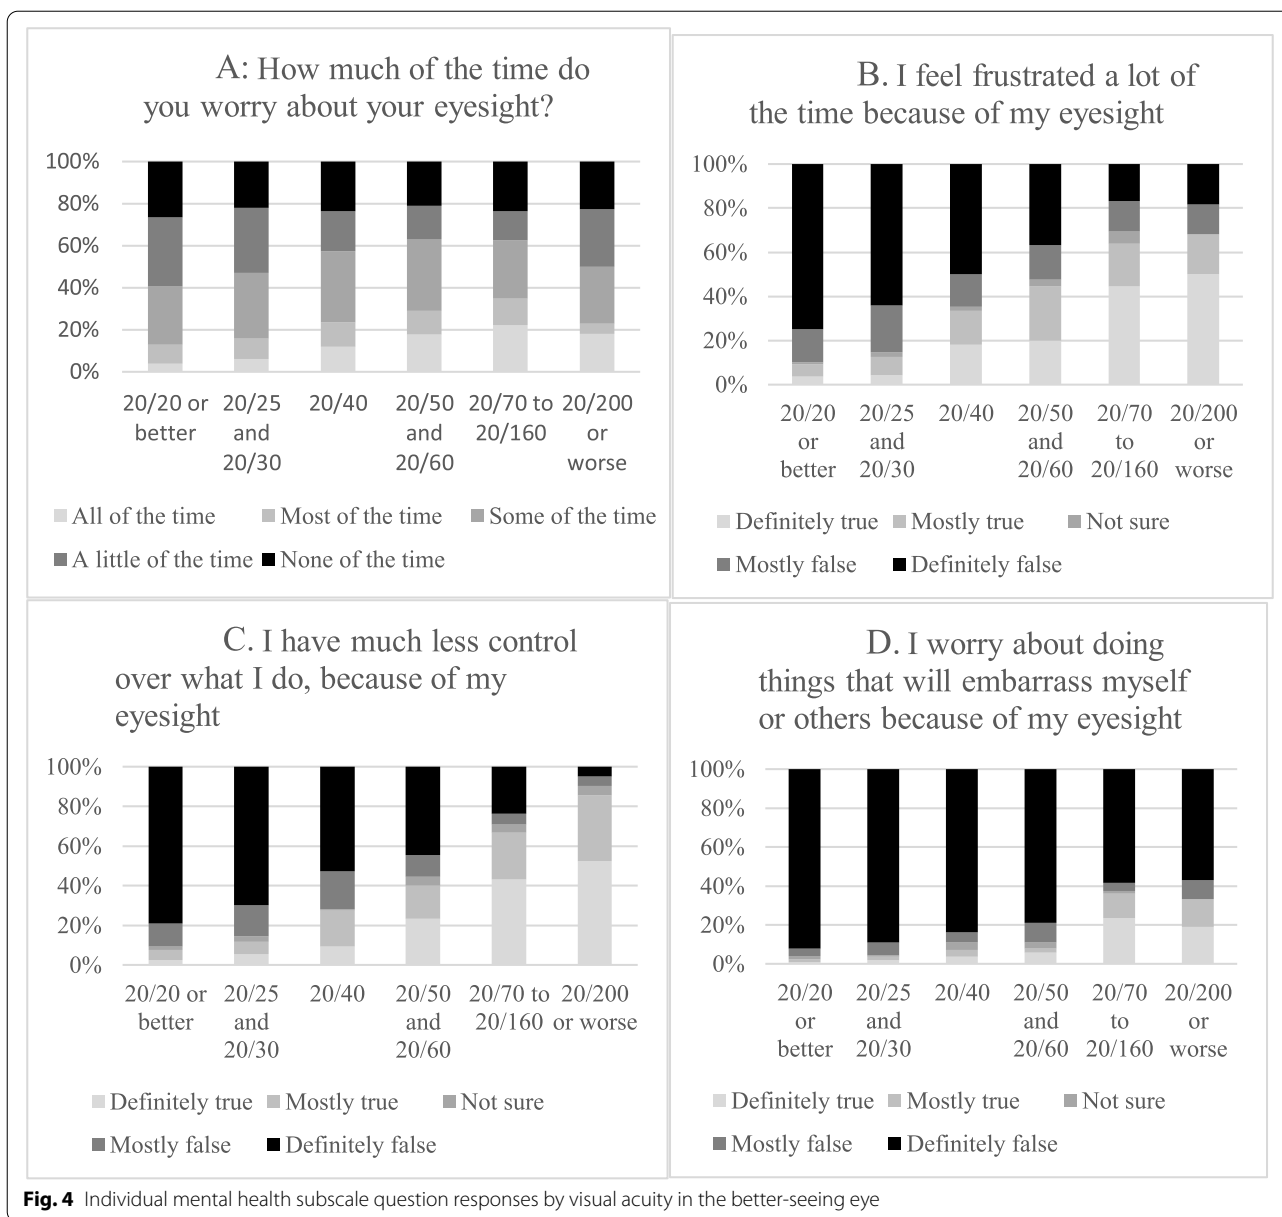 A: How much of the time do
you worry about your eyesight?
100%
80%
60%
40%
20%
0%
20/20 or 20/25 20/40 20/50 20/70 to 20/200
better and and 20/160 or
20/30 20/60 worse
All of the time Most of the time Some of the time
A little of the time None of the time
B. I feel frustrated a lot of
the time because of my eyesight
100%
80%
60%
40%
20%
0%
20/20 20/25 20/40 20/50 20/70 20/200
or and and to or
better 20/30 20/60 20/160 worse
Definitely true Mostly true Not sure
Mostly false Definitely false
C. I have much less control
over what I do, because of my
eyesight
100%
80%
60%
40%
20%
0%
20/20 or 20/25 20/40 20/50 20/70 to 20/200
better and and 20/160 or worse
20/30 20/60
Definitely true Mostly true Not sure
Mostly false Definitely false
D. I worry about doing
things that will embarrass myself
or others because of my eyesight
100%
80%
60%
40%
20%
0%
20/20 20/25 20/40 20/50 20/70 20/200
or and and to or
better 20/30 20/60 20/160 worse
Definitely true Mostly true Not sure
Mostly false Definitely false
Fig. 4 Individual mental health subscale question responses by visual acuity in the better-seeing eye